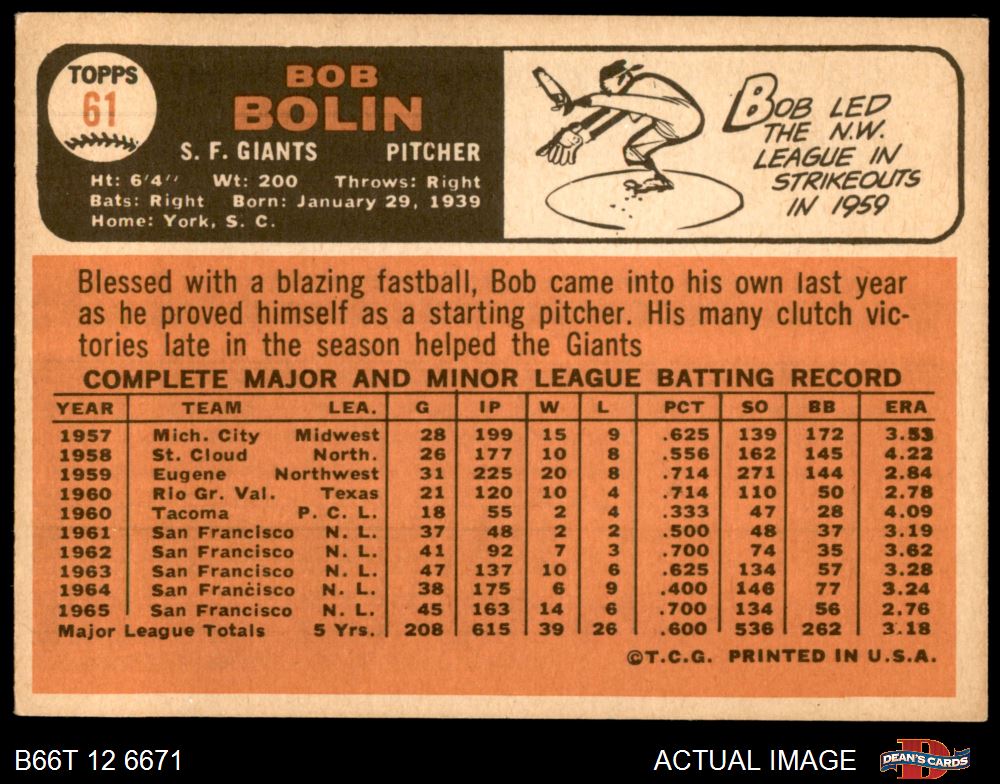 TOPPS
61
BOB
BOLIN
S. F. GIANTS PITCHER
Ht: 6'4" Wt: 200 Throws: Right
Bats: Right Born: January 29, 1939
Home: York, S. C.
BOB LED
THE N.W.
LEAGUE IN
STRIKEOUTS
IN 1959
Blessed with a blazing fastball, Bob came into his own last year
as he proved himself as a starting pitcher. His many clutch vic-
tories late in the season helped the Giants
COMPLETE MAJOR AND MINOR LEAGUE BATTING RECORD
YEAR TEAM LEA. G IP W L PCT SO BB ERA
1957 Mich. City Midwest 28 199 15 9 .625 139 172 3.53
1958 St. Cloud North. 26 177 10 8 .556 162 145 4.22
1959 Eugene Northwest 31 225 20 8 .714 271 144 2.84
1960 Rio Gr. Val. Texas 21 120 10 4 .714 110 50 2.78
1960 Tacoma P. C. L. 18 55 2 4 .333 47 28 4.09
1961 San Francisco N. L. 37 48 2 2 .500 48 37 3.19
1962 San Francisco N. L. 41 92 7 3 .700 74 35 3.62
1963 San Francisco N. L. 47 137 10 6 .625 134 57 3.28
1964 San Francisco N. L. 38 175 6 9 .400 146 77 3.24
1965 San Francisco N. L. 45 163 14 6 .700 134 56 2.76
Major League Totals 5 Yrs. 208 615 39 26 .600 536 262 3.18
©T.C.G. PRINTED IN U.S.A.
B66T 12 6671 ACTUAL IMAGE DEAN'S CARDS